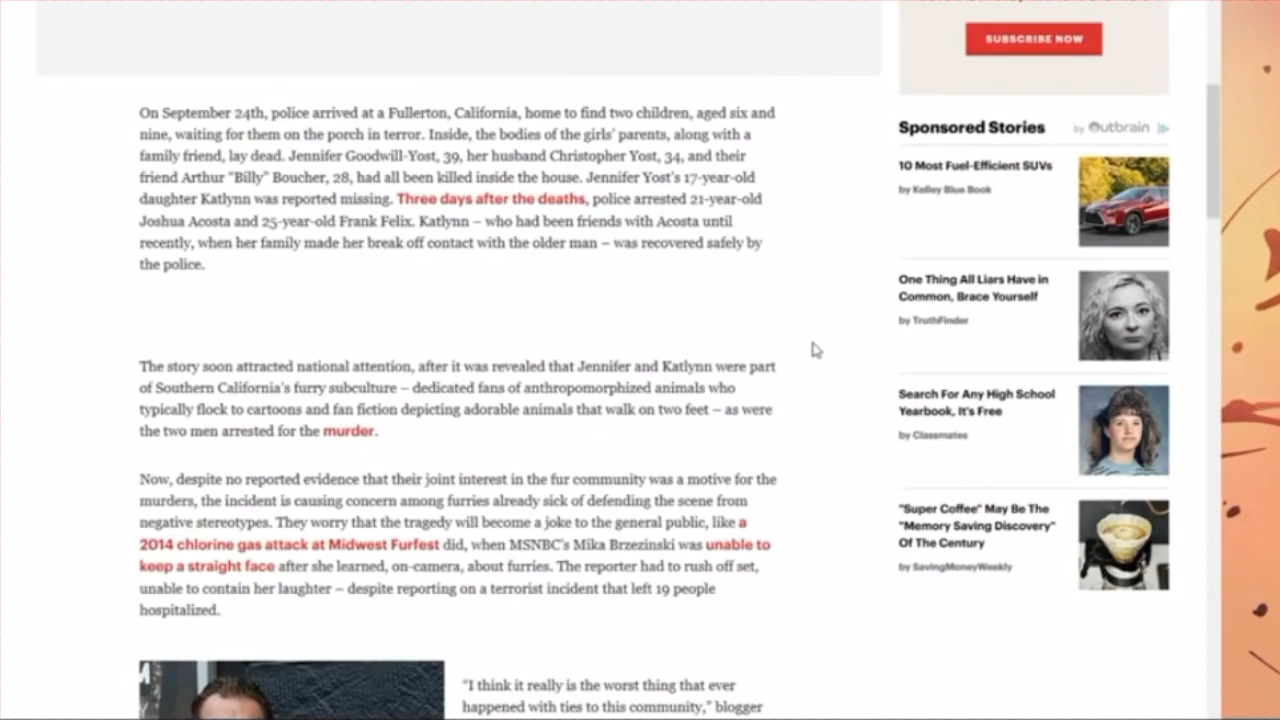 SUBSCRIBE NOW
On September 24th, police arrived at a Fullerton, California, home to find two children, aged six and
nine, waiting for them on the porch in terror. Inside, the bodies of the girls' parents, along with a
family friend, lay dead. Jennifer Goodwill-Yost, 39, her husband Christopher Yost, 34, and their
friend Arthur "Billy" Boucher, 28, had all been killed inside the house. Jennifer Yost's 17-year-old
daughter Katlynn was reported missing. Three days after the deaths, police arrested 21-year-old
Joshua Acosta and 25-year-old Frank Felix. Katlynn – who had been friends with Acosta until
recently, when her family made her break off contact with the older man – was recovered safely by
the police.
The story soon attracted national attention, after it was revealed that Jennifer and Katlynn were part
of Southern California's furry subculture – dedicated fans of anthropomorphized animals who
typically flock to cartoons and fan fiction depicting adorable animals that walk on two feet – as were
the two men arrested for the murder.
Now, despite no reported evidence that their joint interest in the fur community was a motive for the
murders, the incident is causing concern among furries already sick of defending the scene from
negative stereotypes. They worry that the tragedy will become a joke to the general public, like a
2014 chlorine gas attack at Midwest Furfest did, when MSNBC's Mika Brzezinski was unable to
keep a straight face after she learned, on-camera, about furries. The reporter had to rush off set,
unable to contain her laughter – despite reporting on a terrorist incident that left 19 people
hospitalized.
"I think it really is the worst thing that ever
happened with ties to this community," blogger
Sponsored Stories by Outbrain
10 Most Fuel-Efficient SUVs
by Kelley Blue Book
One Thing All Liars Have in
Common, Brace Yourself
by TruthFinder
Search For Any High School
Yearbook, It's Free
by Classmates
"Super Coffee" May Be The
"Memory Saving Discovery"
Of The Century
by SavingMoneyWeekly